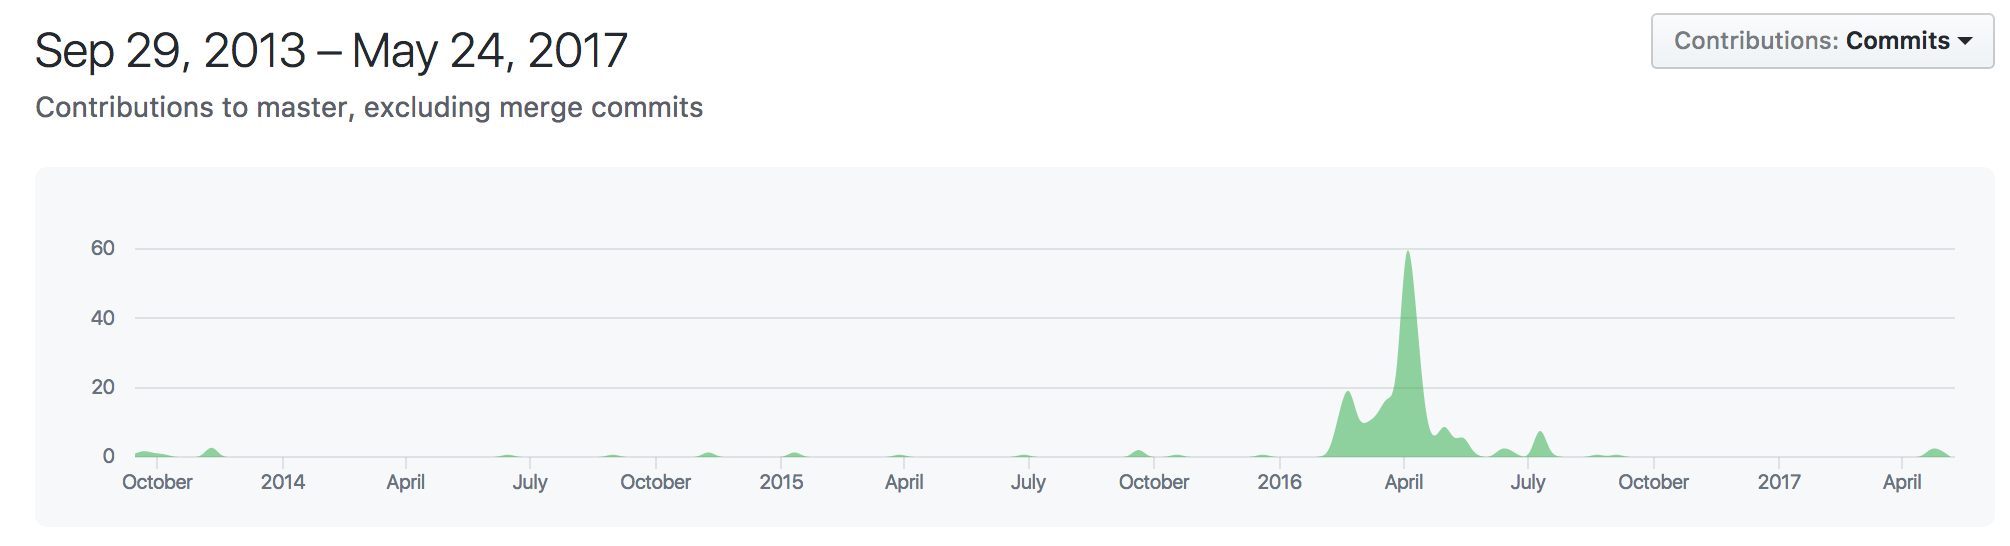 Sep 29, 2013 – May 24, 2017
Contributions: Commits
Contributions to master, excluding merge commits
60
40
20
0
October 2014 April July October 2015 April July October 2016 April July October 2017 April